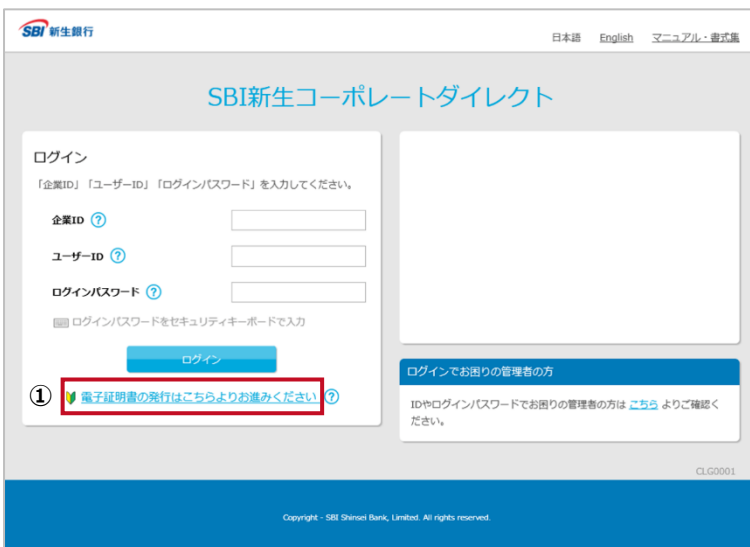 SBI 新生銀行
日本語 English マニュアル・書式集
SBI新生コーポレートダイレクト
ログイン
「企業ID」「ユーザーID」「ログインパスワード」を入力してください。
企業ID ?
ユーザーID ?
ログインパスワード ?
ログインパスワードをセキュリティキーボードで入力
ログイン
① 電子証明書の発行はこちらよりお進みください ?
ログインでお困りの管理者の方
IDやログインパスワードでお困りの管理者の方は こちら よりご確認く
ださい。
CLG0001
Copyright - SBI Shinsei Bank, Limited. All rights reserved.